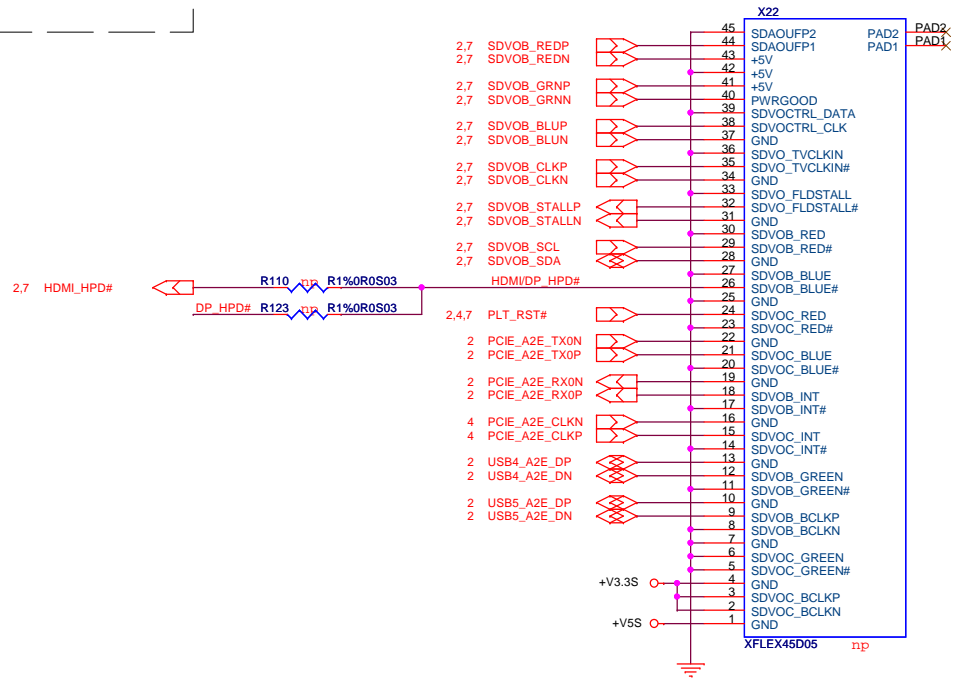 X22
45 SDAOUFP2 PAD2 PAD2
2,7 SDVOB_REDP 44 SDAOUFP1 PAD1 PAD1
2,7 SDVOB_REDN 43 +5V
42 +5V
2,7 SDVOB_GRNP 41 +5V
2,7 SDVOB_GRNN 40 PWRGOOD
39 SDVOCTRL_DATA
2,7 SDVOB_BLUP 38 SDVOCTRL_CLK
2,7 SDVOB_BLUN 37 GND
36 SDVO_TVCLKIN
2,7 SDVOB_CLKP 35 SDVO_TVCLKIN#
2,7 SDVOB_CLKN 34 GND
33 SDVO_FLDSTALL
2,7 SDVOB_STALLP 32 SDVO_FLDSTALL#
2,7 SDVOB_STALLN 31 GND
30 SDVOB_RED
2,7 SDVOB_SCL 29 SDVOB_RED#
2,7 SDVOB_SDA 28 GND
27 SDVOB_BLUE
2,7 HDMI_HPD# R110 np R1%0R0S03 HDMI/DP_HPD# 26 SDVOB_BLUE#
25 GND
DP_HPD# R123 np R1%0R0S03 2,4,7 PLT_RST# 24 SDVOC_RED
23 SDVOC_RED#
2 PCIE_A2E_TX0N 22 GND
2 PCIE_A2E_TX0P 21 SDVOC_BLUE
20 SDVOC_BLUE#
2 PCIE_A2E_RX0N 19 GND
2 PCIE_A2E_RX0P 18 SDVOB_INT
17 SDVOB_INT#
4 PCIE_A2E_CLKN 16 GND
4 PCIE_A2E_CLKP 15 SDVOC_INT
14 SDVOC_INT#
2 USB4_A2E_DP 13 GND
2 USB4_A2E_DN 12 SDVOB_GREEN
11 SDVOB_GREEN#
2 USB5_A2E_DP 10 GND
2 USB5_A2E_DN 9 SDVOB_BCLKP
8 SDVOB_BCLKN
7 GND
6 SDVOC_GREEN
5 SDVOC_GREEN#
+V3.3S 4 GND
3 SDVOC_BCLKP
2 SDVOC_BCLKN
+V5S 1 GND
XFLEX45D05 np